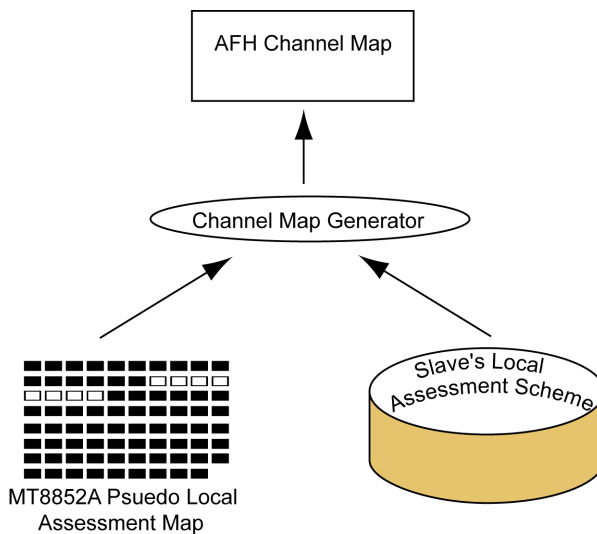 AFH Channel Map
Channel Map Generator
Slave's Local
Assessment Scheme
MT8852A Psuedo Local
Assessment Map